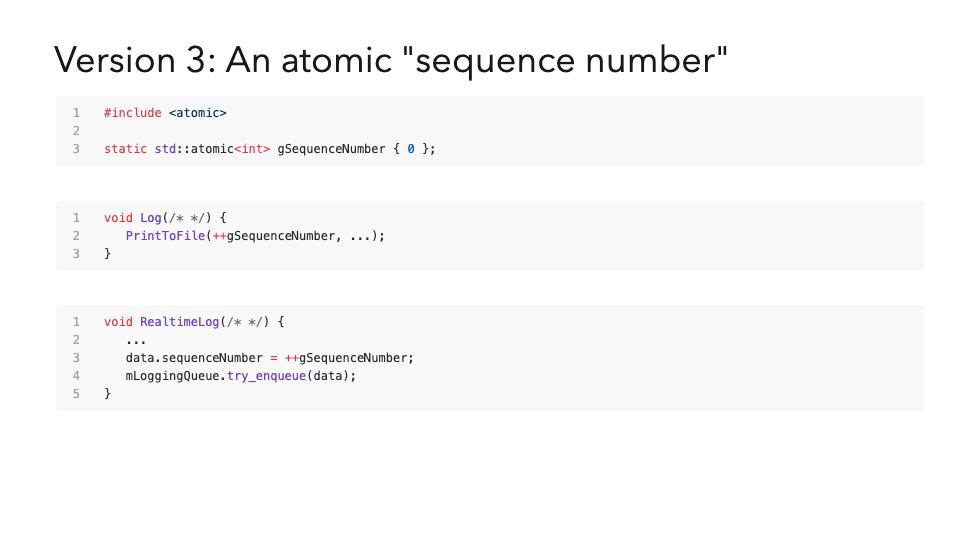 Version 3: An atomic "sequence number"
1 #include <atomic>
2
3 static std::atomic<int> gSequenceNumber { 0 };
1 void Log(/* */) {
2 PrintToFile(++gSequenceNumber, ...);
3 }
1 void RealtimeLog(/* */) {
2 ...
3 data.sequenceNumber = ++gSequenceNumber;
4 mLoggingQueue.try_enqueue(data);
5 }